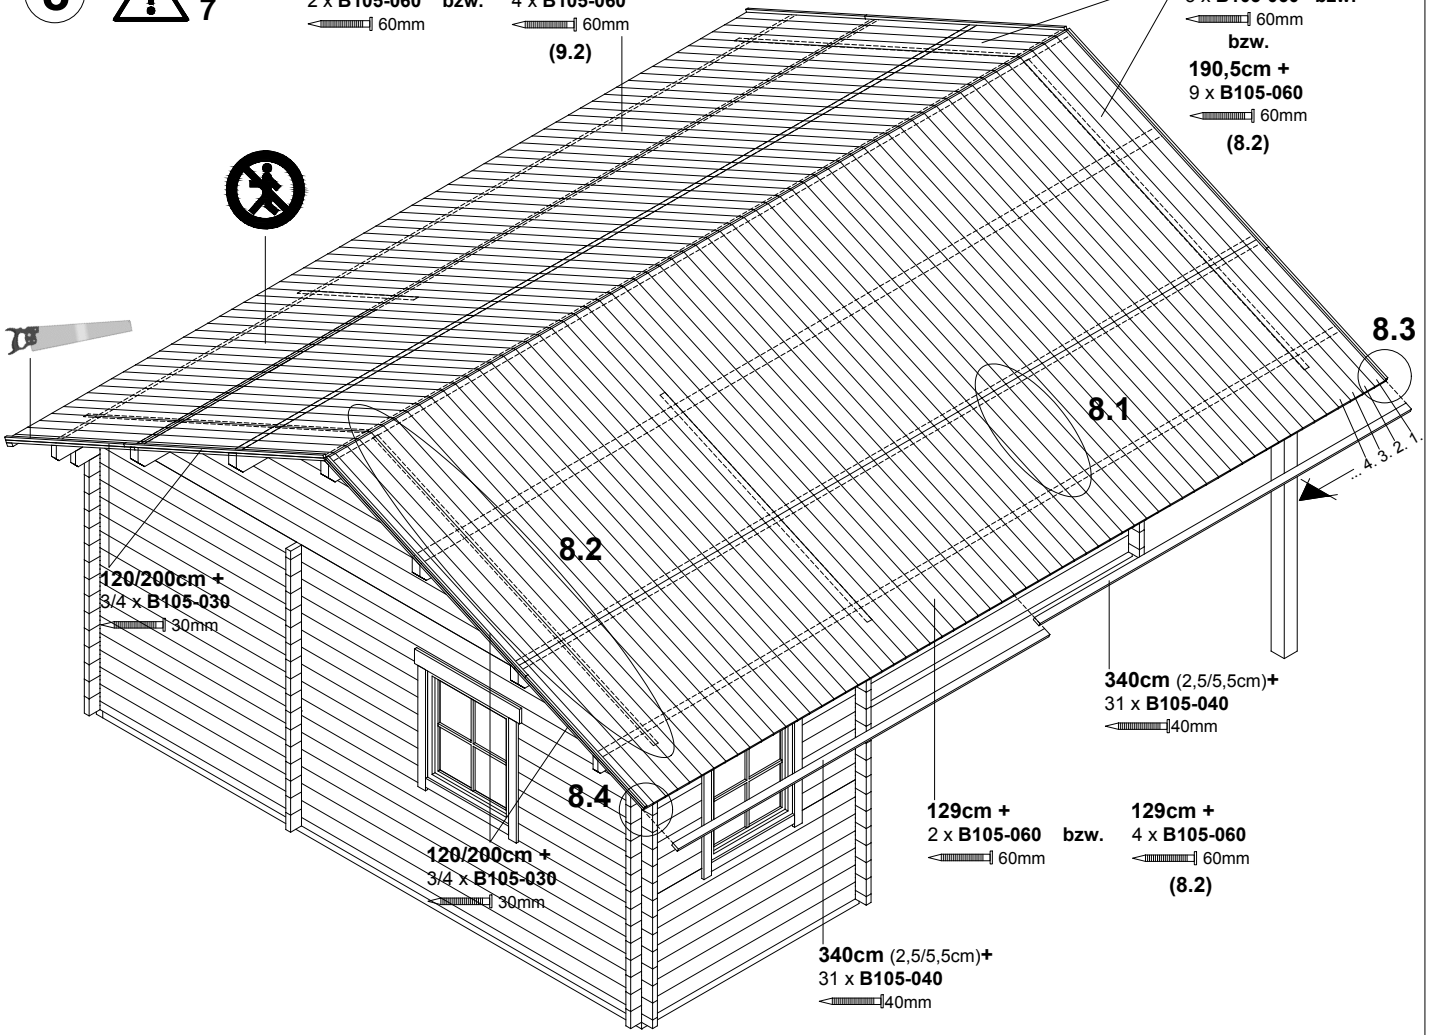 7
2 x B105-060 bzw. 4 x B105-060
60mm 60mm
(9.2)
60mm
bzw.
190,5cm +
9 x B105-060
60mm
(8.2)
8.3
8.1
... 4. 3. 2. 1.
8.2
120/200cm +
3/4 x B105-030
30mm
340cm (2,5/5,5cm)+
31 x B105-040
40mm
8.4
129cm + 129cm +
2 x B105-060 bzw. 4 x B105-060
60mm 60mm
(8.2)
120/200cm +
3/4 x B105-030
30mm
340cm (2,5/5,5cm)+
31 x B105-040
40mm